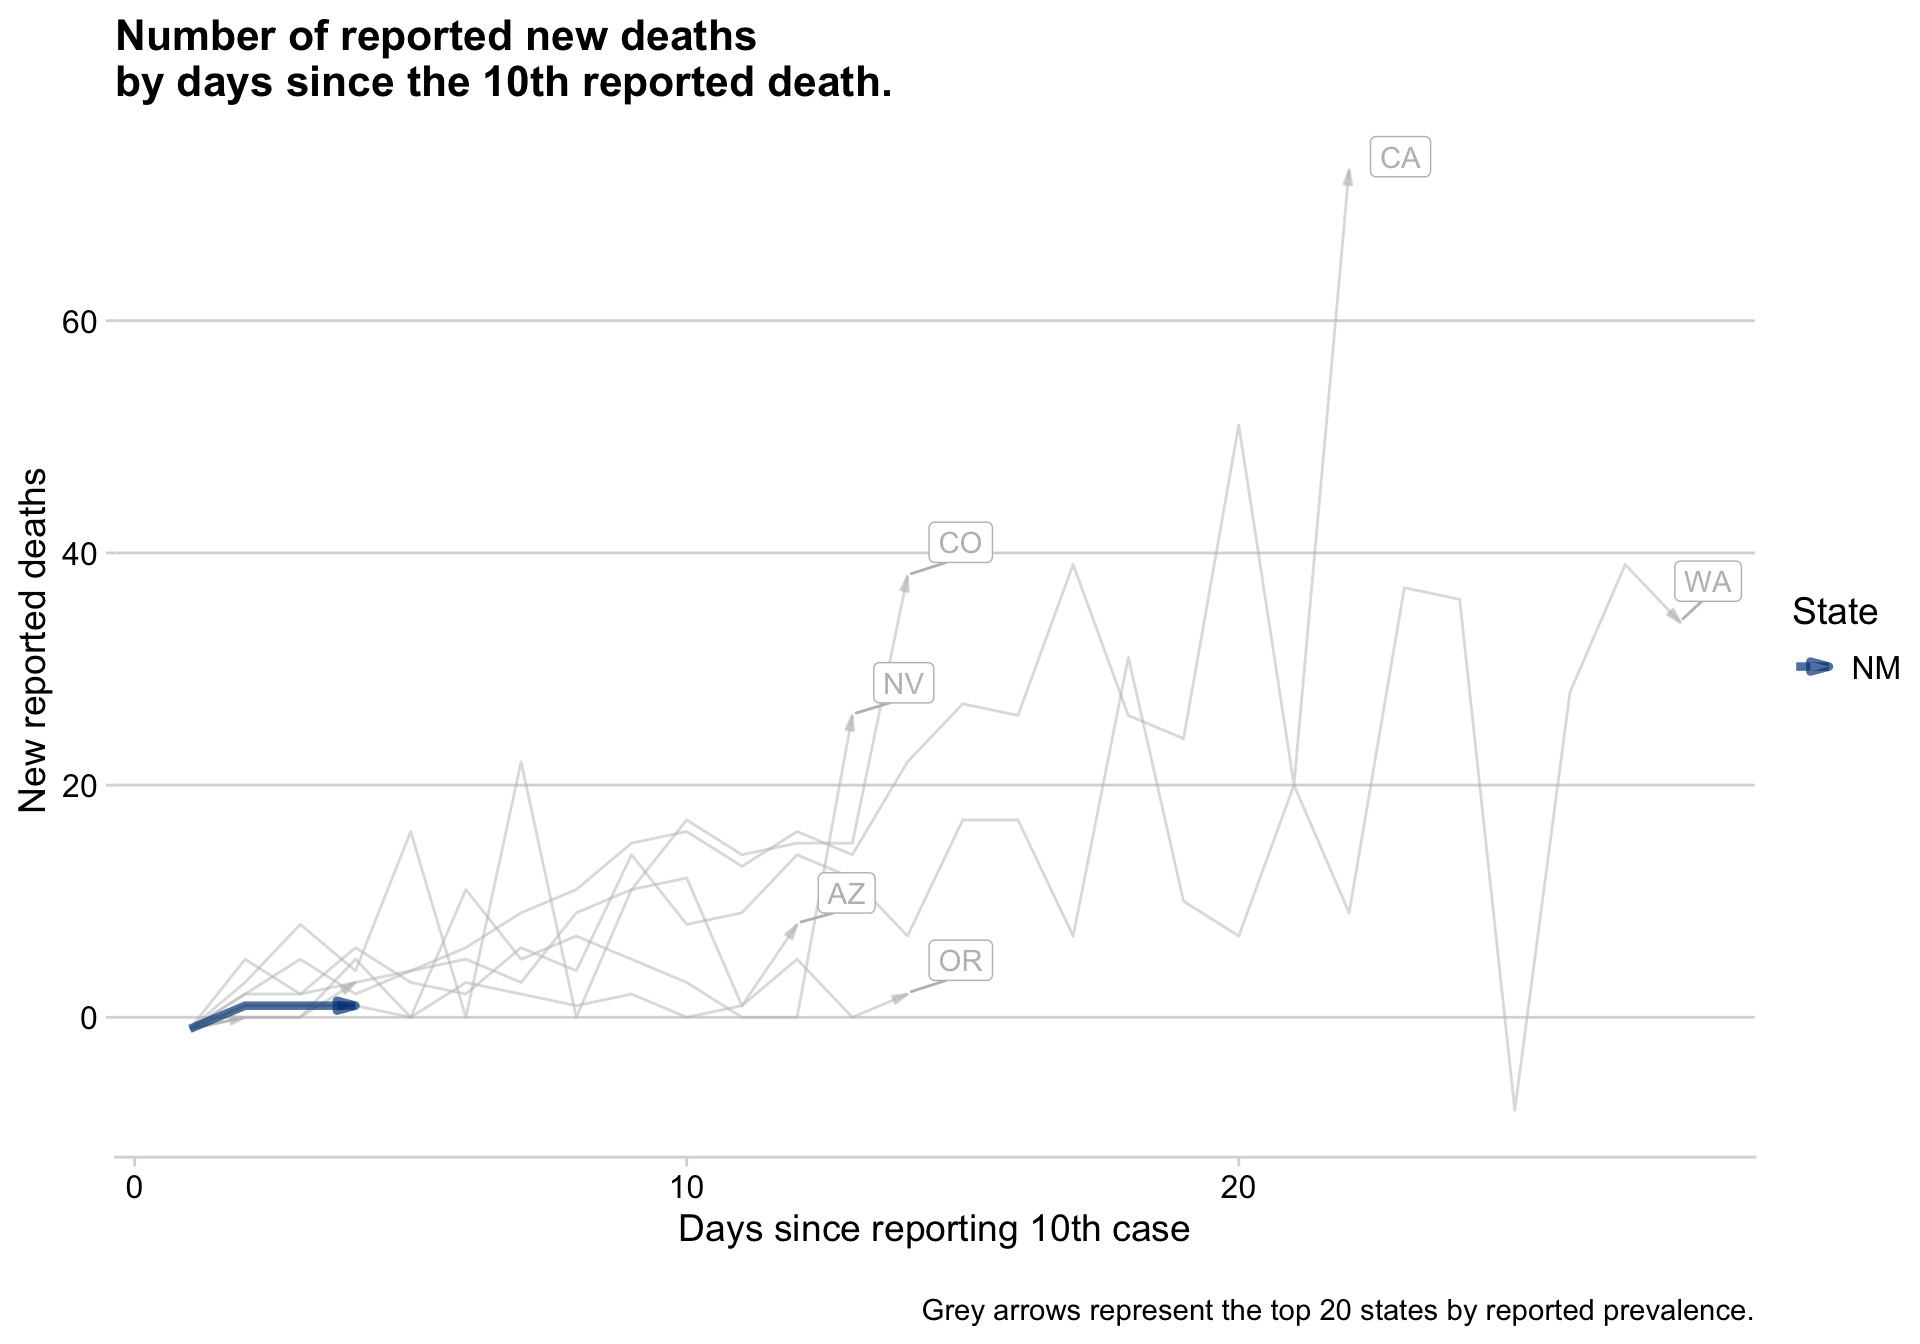 Number of reported new deaths
by days since the 10th reported death.
CA
60
CO
40
WA
NV
State
NM
New reported deaths
20
AZ
OR
0
0
10
20
Days since reporting 10th case
Grey arrows represent the top 20 states by reported prevalence.